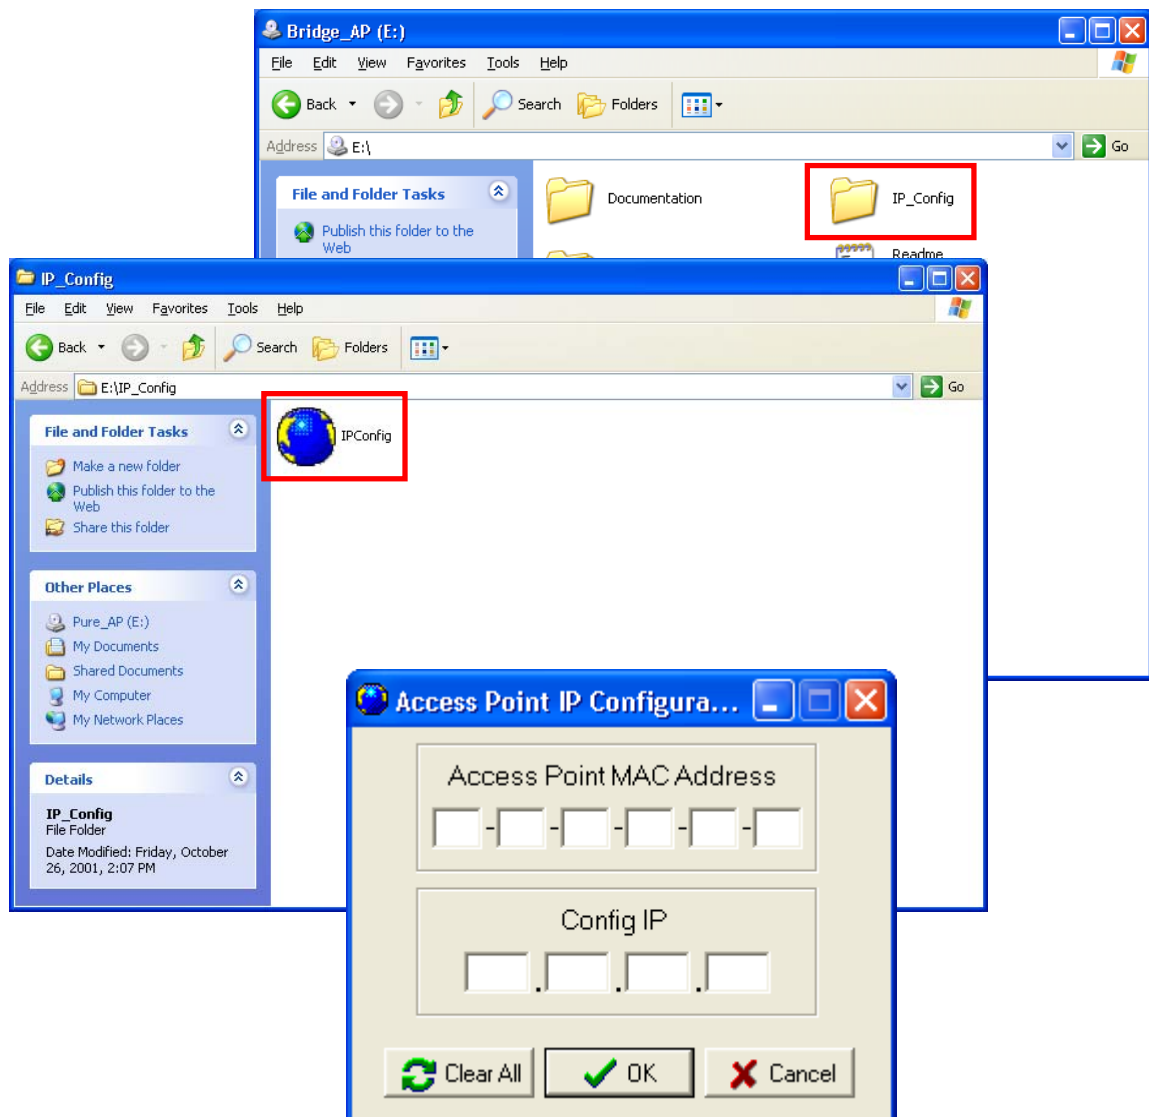 Bridge_AP (E:)
File Edit View Favorites Tools Help
Back Search Folders
Address E:\ Go
File and Folder Tasks
Publish this folder to the
Web
Documentation
IP_Config
Readme
IP_Config
File Edit View Favorites Tools Help
Back Search Folders
Address E:\IP_Config Go
File and Folder Tasks
Make a new folder
Publish this folder to the
Web
Share this folder
IPConfig
Other Places
Pure_AP (E:)
My Documents
Shared Documents
My Computer
My Network Places
Details
IP_Config
File Folder
Date Modified: Friday, October
26, 2001, 2:07 PM
Access Point IP Configura...
Access Point MAC Address
- - - - -
Config IP
. . .
Clear All OK Cancel